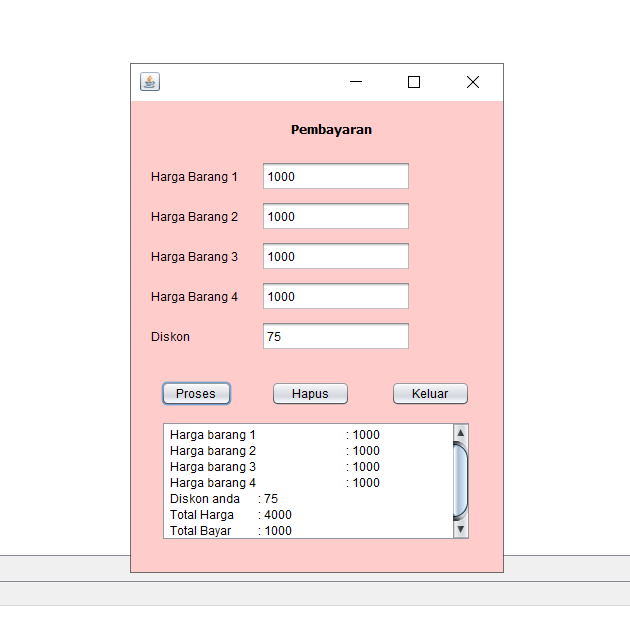 Pembayaran
Harga Barang 1 1000
Harga Barang 2 1000
Harga Barang 3 1000
Harga Barang 4 1000
Diskon 75
Proses Hapus Keluar
Harga barang 1 : 1000
Harga barang 2 : 1000
Harga barang 3 : 1000
Harga barang 4 : 1000
Diskon anda : 75
Total Harga : 4000
Total Bayar : 1000